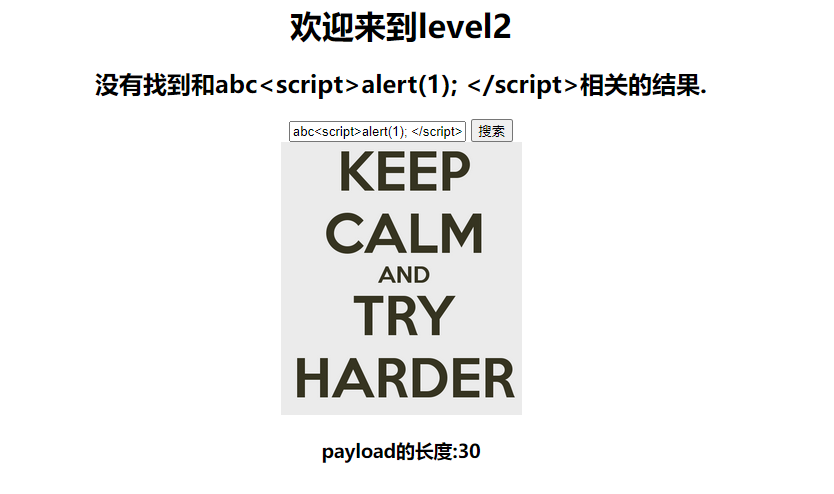 欢迎来到level2
没有找到和abc<script>alert(1); </script>相关的结果.
abc<script>alert(1); </script> 搜索
KEEP
CALM
AND
TRY
HARDER
payload的长度:30